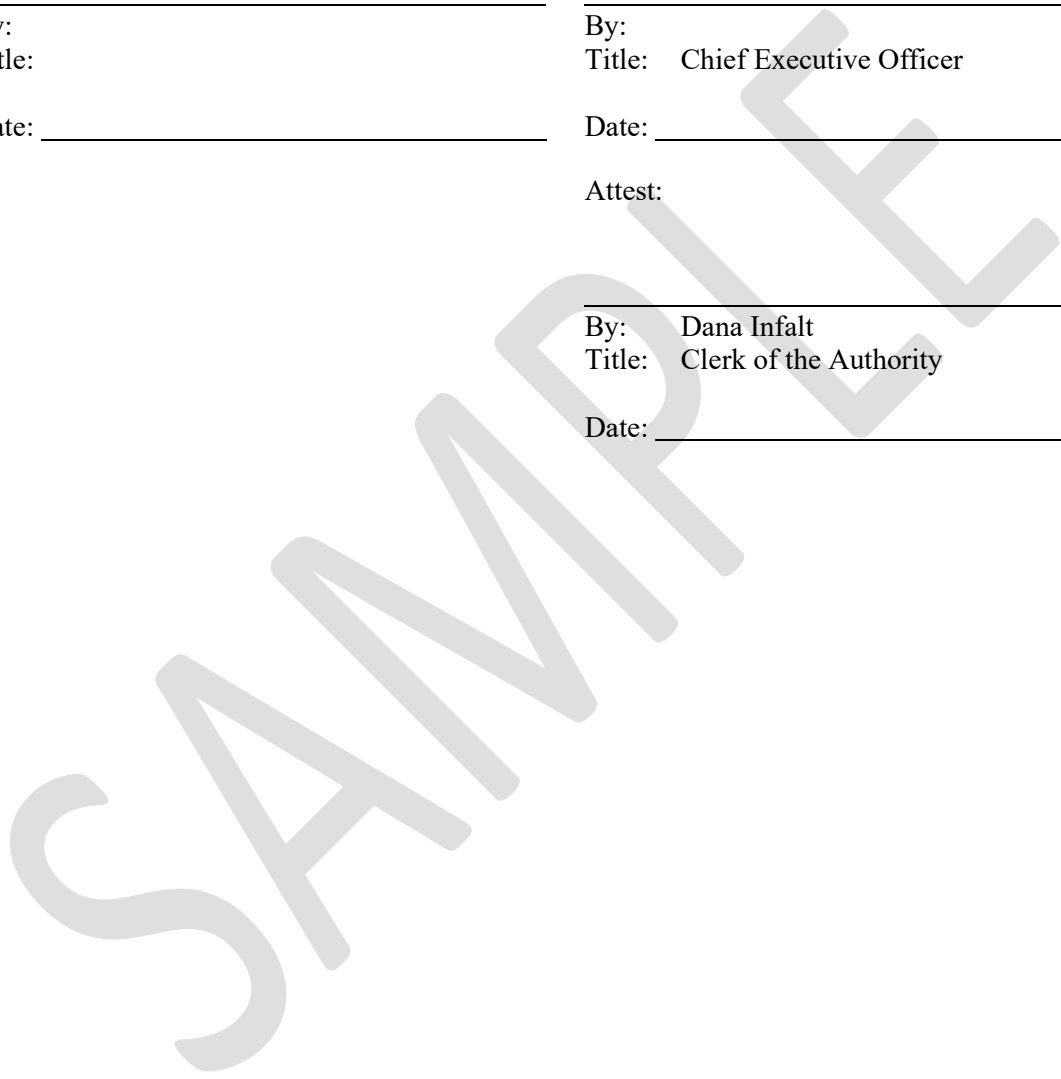 y: By:
tle: Title: Chief Executive Officer
ate: Date:
Attest:
By: Dana Infalt
Title: Clerk of the Authority
Date:
SAMPLE